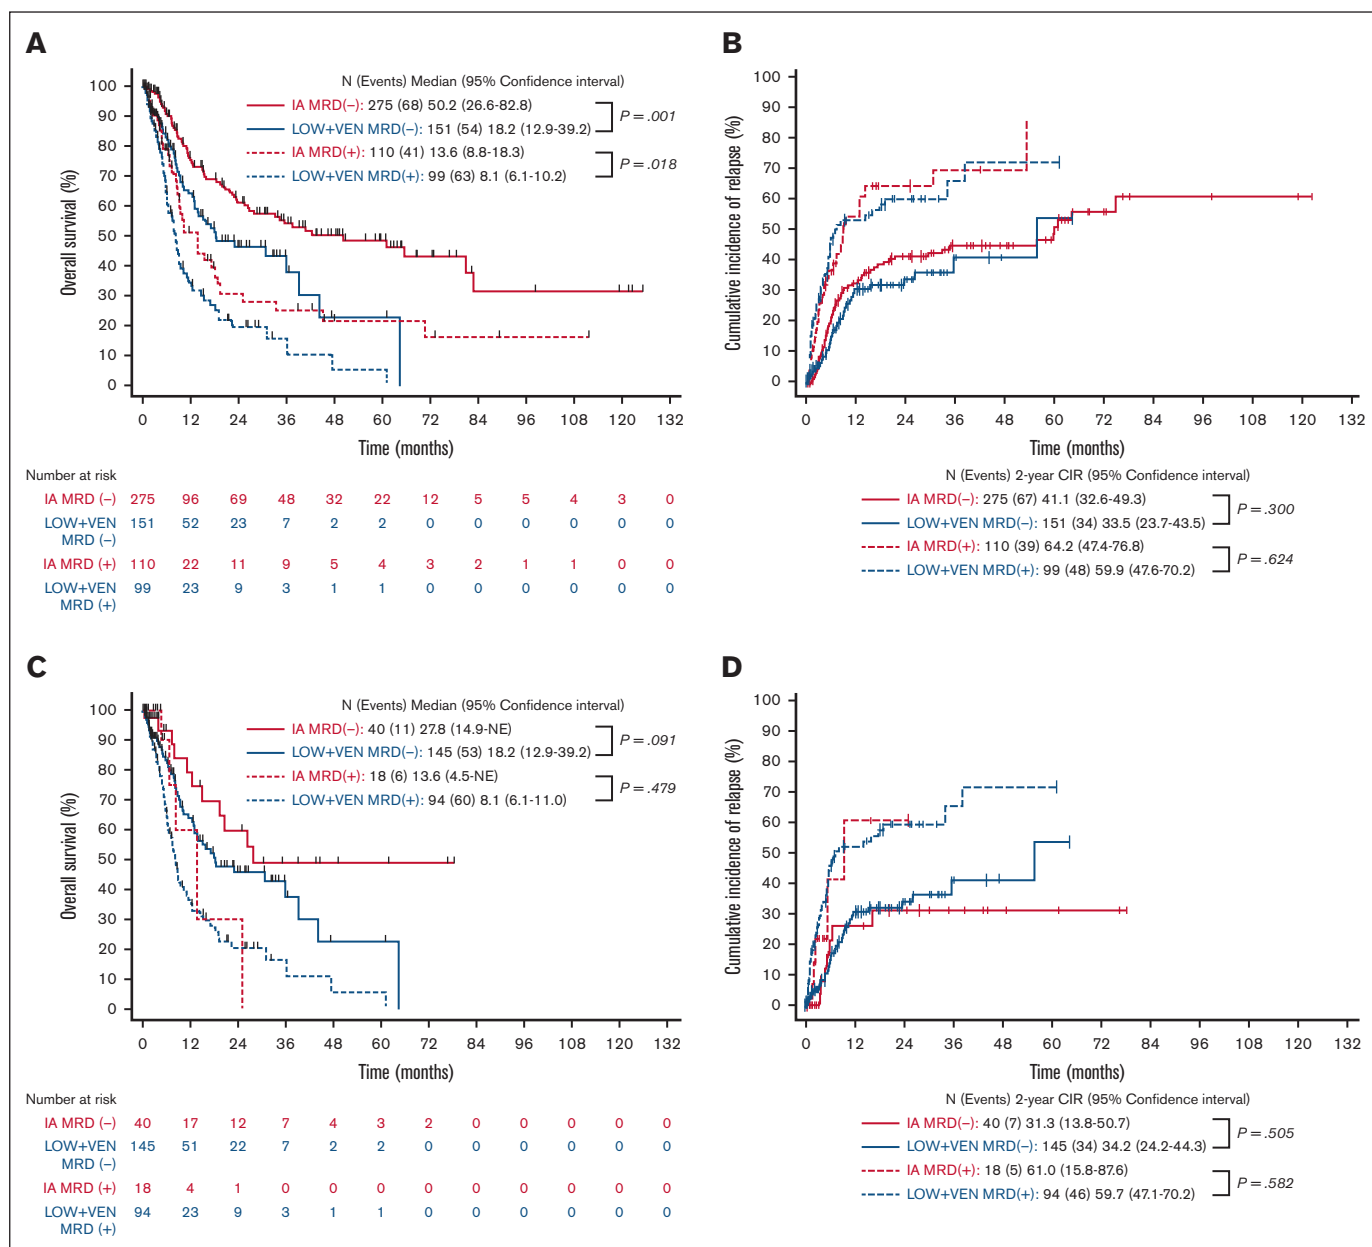 A
N (Events) Median (95% Confidence interval)
IA MRD(–): 275 (68) 50.2 (26.6-82.8)
LOW+VEN MRD(–): 151 (54) 18.2 (12.9-39.2)
P = .001
IA MRD(+): 110 (41) 13.6 (8.8-18.3)
LOW+VEN MRD(+): 99 (63) 8.1 (6.1-10.2)
P = .018
Overall survival (%)
100
90
80
70
60
50
40
30
20
10
0
0 12 24 36 48 60 72 84 96 108 120 132
Time (months)
Number at risk
IA MRD (–) 275 96 69 48 32 22 12 5 5 4 3 0
LOW+VEN 151 52 23 7 2 2 0 0 0 0 0 0
MRD (–)
IA MRD (+) 110 22 11 9 5 4 3 2 1 1 0 0
LOW+VEN 99 23 9 3 1 1 0 0 0 0 0 0
MRD (+)
B
Cumulative incidence of relapse (%)
100
90
80
70
60
50
40
30
20
10
0
0 12 24 36 48 60 72 84 96 108 120 132
Time (months)
N (Events) 2-year CIR (95% Confidence interval)
IA MRD(–): 275 (67) 41.1 (32.6-49.3)
LOW+VEN MRD(–): 151 (34) 33.5 (23.7-43.5)
P = .300
IA MRD(+): 110 (39) 64.2 (47.4-76.8)
LOW+VEN MRD(+): 99 (48) 59.9 (47.6-70.2)
P = .624
C
N (Events) Median (95% Confidence interval)
IA MRD(–): 40 (11) 27.8 (14.9-NE)
LOW+VEN MRD(–): 145 (53) 18.2 (12.9-39.2)
P = .091
IA MRD(+): 18 (6) 13.6 (4.5-NE)
LOW+VEN MRD(+): 94 (60) 8.1 (6.1-11.0)
P = .479
Overall survival (%)
100
90
80
70
60
50
40
30
20
10
0
0 12 24 36 48 60 72 84 96 108 120 132
Time (months)
Number at risk
IA MRD (–) 40 17 12 7 4 3 2 0 0 0 0 0
LOW+VEN 145 51 22 7 2 2 0 0 0 0 0 0
MRD (–)
IA MRD (+) 18 4 1 0 0 0 0 0 0 0 0 0
LOW+VEN 94 23 9 3 1 1 0 0 0 0 0 0
MRD (+)
D
Cumulative incidence of relapse (%)
100
90
80
70
60
50
40
30
20
10
0
0 12 24 36 48 60 72 84 96 108 120 132
Time (months)
N (Events) 2-year CIR (95% Confidence interval)
IA MRD(–): 40 (7) 31.3 (13.8-50.7)
LOW+VEN MRD(–): 145 (34) 34.2 (24.2-44.3)
P = .505
IA MRD(+): 18 (5) 61.0 (15.8-87.6)
LOW+VEN MRD(+): 94 (46) 59.7 (47.1-70.2)
P = .582